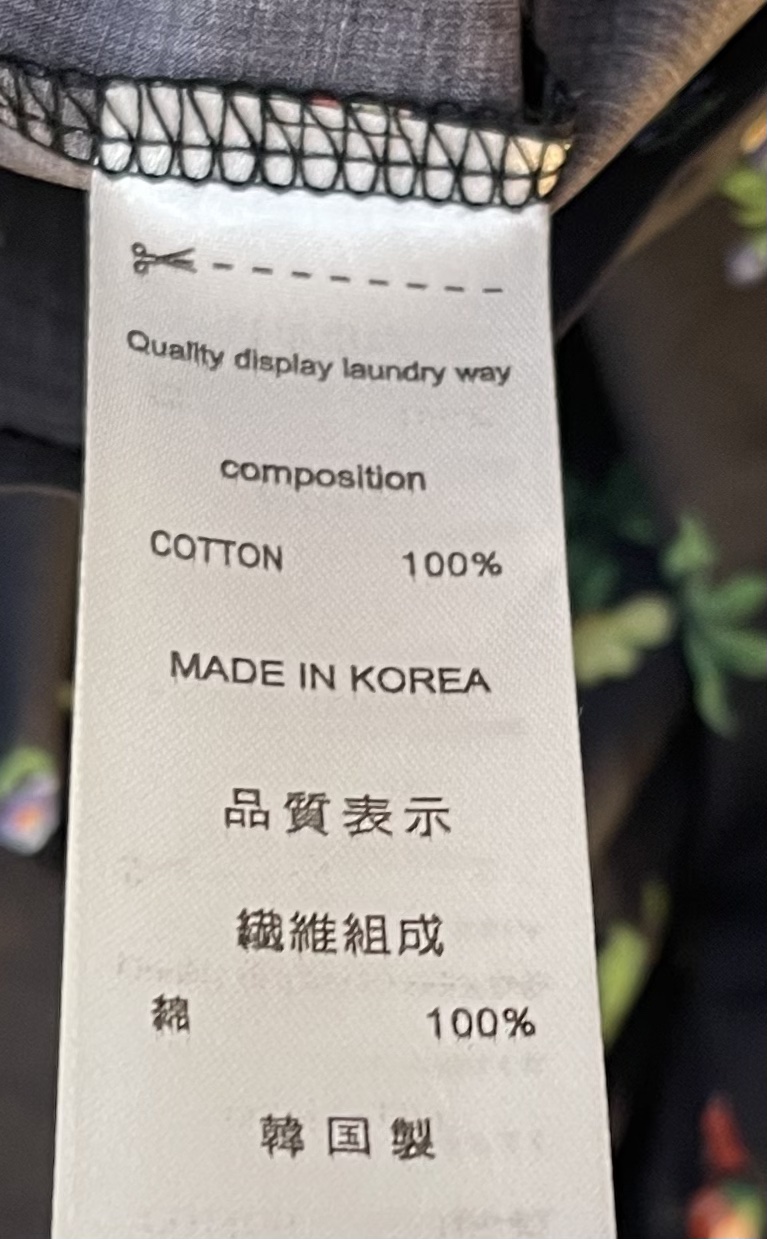 Quality display laundry way
composition
COTTON 100%
MADE IN KOREA
品質表示
繊維組成
綿 100%
韓国製